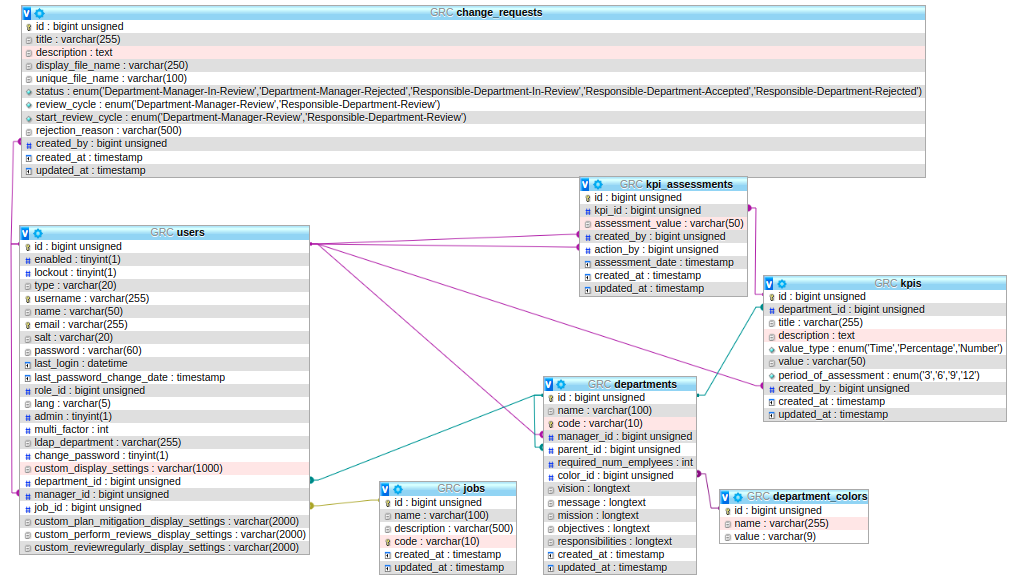 GRC change_requests
id : bigint unsigned
title : varchar(255)
description : text
display_file_name : varchar(250)
unique_file_name : varchar(100)
status : enum('Department-Manager-In-Review','Department-Manager-Rejected','Responsible-Department-In-Review','Responsible-Department-Accepted','Responsible-Department-Rejected')
review_cycle : enum('Department-Manager-Review','Responsible-Department-Review')
start_review_cycle : enum('Department-Manager-Review','Responsible-Department-Review')
rejection_reason : varchar(500)
created_by : bigint unsigned
created_at : timestamp
updated_at : timestamp
GRC kpi_assessments
id : bigint unsigned
kpi_id : bigint unsigned
assessment_value : varchar(50)
created_by : bigint unsigned
action_by : bigint unsigned
assessment_date : timestamp
created_at : timestamp
updated_at : timestamp
GRC users
id : bigint unsigned
enabled : tinyint(1)
lockout : tinyint(1)
type : varchar(20)
username : varchar(255)
name : varchar(50)
email : varchar(255)
salt : varchar(20)
password : varchar(60)
last_login : datetime
last_password_change_date : timestamp
role_id : bigint unsigned
lang : varchar(5)
admin : tinyint(1)
multi_factor : int
ldap_department : varchar(255)
change_password : tinyint(1)
custom_display_settings : varchar(1000)
department_id : bigint unsigned
manager_id : bigint unsigned
job_id : bigint unsigned
custom_plan_mitigation_display_settings : varchar(2000)
custom_perform_reviews_display_settings : varchar(2000)
custom_reviewregularly_display_settings : varchar(2000)
GRC kpis
id : bigint unsigned
department_id : bigint unsigned
title : varchar(255)
description : text
value_type : enum('Time','Percentage','Number')
value : varchar(50)
period_of_assessment : enum('3','6','9','12')
created_by : bigint unsigned
created_at : timestamp
updated_at : timestamp
GRC departments
id : bigint unsigned
name : varchar(100)
code : varchar(10)
manager_id : bigint unsigned
parent_id : bigint unsigned
required_num_emplyees : int
color_id : bigint unsigned
vision : longtext
message : longtext
mission : longtext
objectives : longtext
responsibilities : longtext
created_at : timestamp
updated_at : timestamp
GRC jobs
id : bigint unsigned
name : varchar(100)
description : varchar(500)
code : varchar(10)
created_at : timestamp
updated_at : timestamp
GRC department_colors
id : bigint unsigned
name : varchar(255)
value : varchar(9)